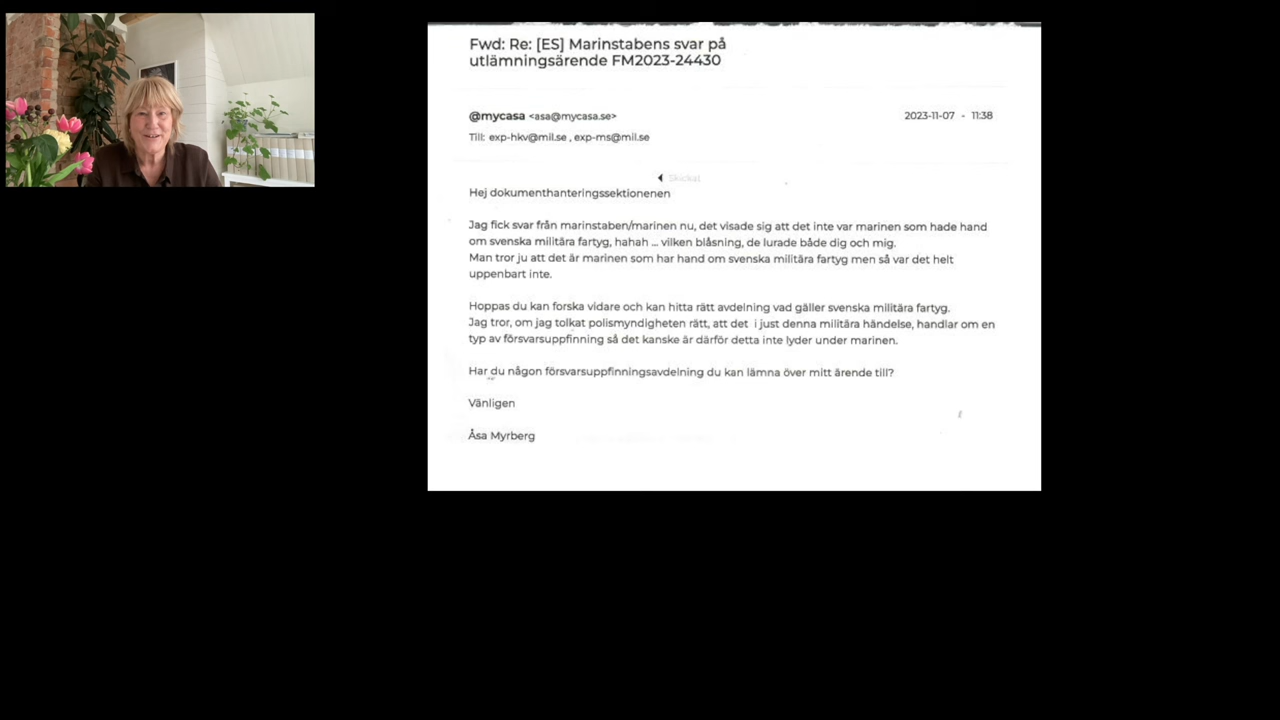 Fwd: Re: [ES] Marinstabens svar på
utlämningsärende FM2023-24430
@mycasa <asa@mycasa.se>
2023-11-07 - 11:38
Till: exp-hkv@mil.se , exp-ms@mil.se
Skickat
Hej dokumenthanteringssektionenen
Jag fick svar från marinstaben/marinen nu, det visade sig att det inte var marinen som hade hand
om svenska militära fartyg, hahah ... vilken blåsning, de lurade både dig och mig.
Man tror ju att det är marinen som har hand om svenska militära fartyg men så var det helt
uppenbart inte.
Hoppas du kan forska vidare och kan hitta rätt avdelning vad gäller svenska militära fartyg.
Jag tror, om jag tolkat polismyndigheten rätt, att det i just denna militära händelse, handlar om en
typ av försvarsuppfinning så det kanske är därför detta inte lyder under marinen.
Har du någon försvarsuppfinningsavdelning du kan lämna över mitt ärende till?
Vänligen
Åsa Myrberg